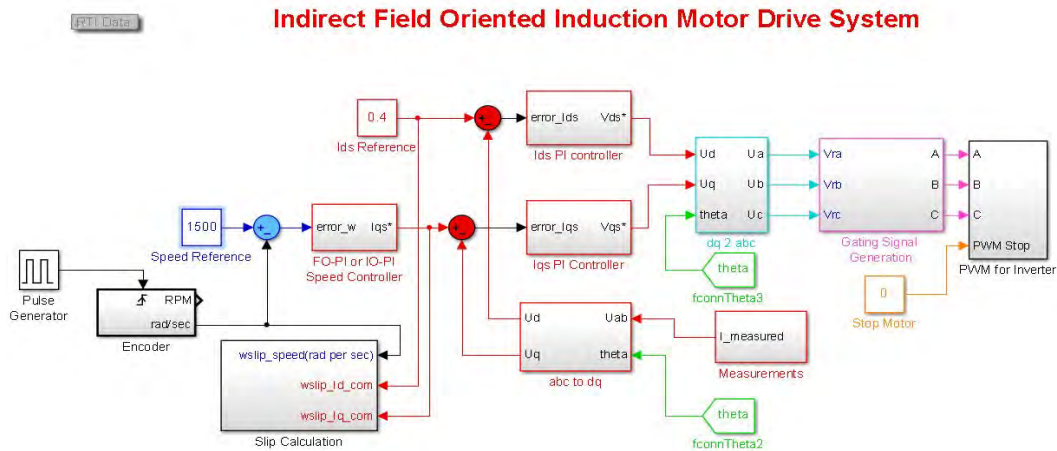 RTI Data
Indirect Field Oriented Induction Motor Drive System
0.4
Ids Reference
+
-
error_Ids
Vds*
Ids PI controller
Ud
Uq
theta
Ua
Ub
Uc
dq 2 abc
Vra
Vrb
Vrc
A
B
C
Gating Signal
Generation
A
B
C
PWM Stop
PWM for Inverter
1500
Speed Reference
+
-
error_w
Iqs*
FO-PI or IO-PI
Speed Controller
+
-
error_Iqs
Vqs*
Iqs PI controller
theta
fconnTheta3
0
Stop Motor
Pulse
Generator
RPM
rad/sec
Encoder
Ud
Uq
Uab
theta
abc to dq
I_measured
Measurements
wslip_speed(rad per sec)
wslip_Id_com
wslip_Iq_com
Slip Calculation
theta
fconnTheta2